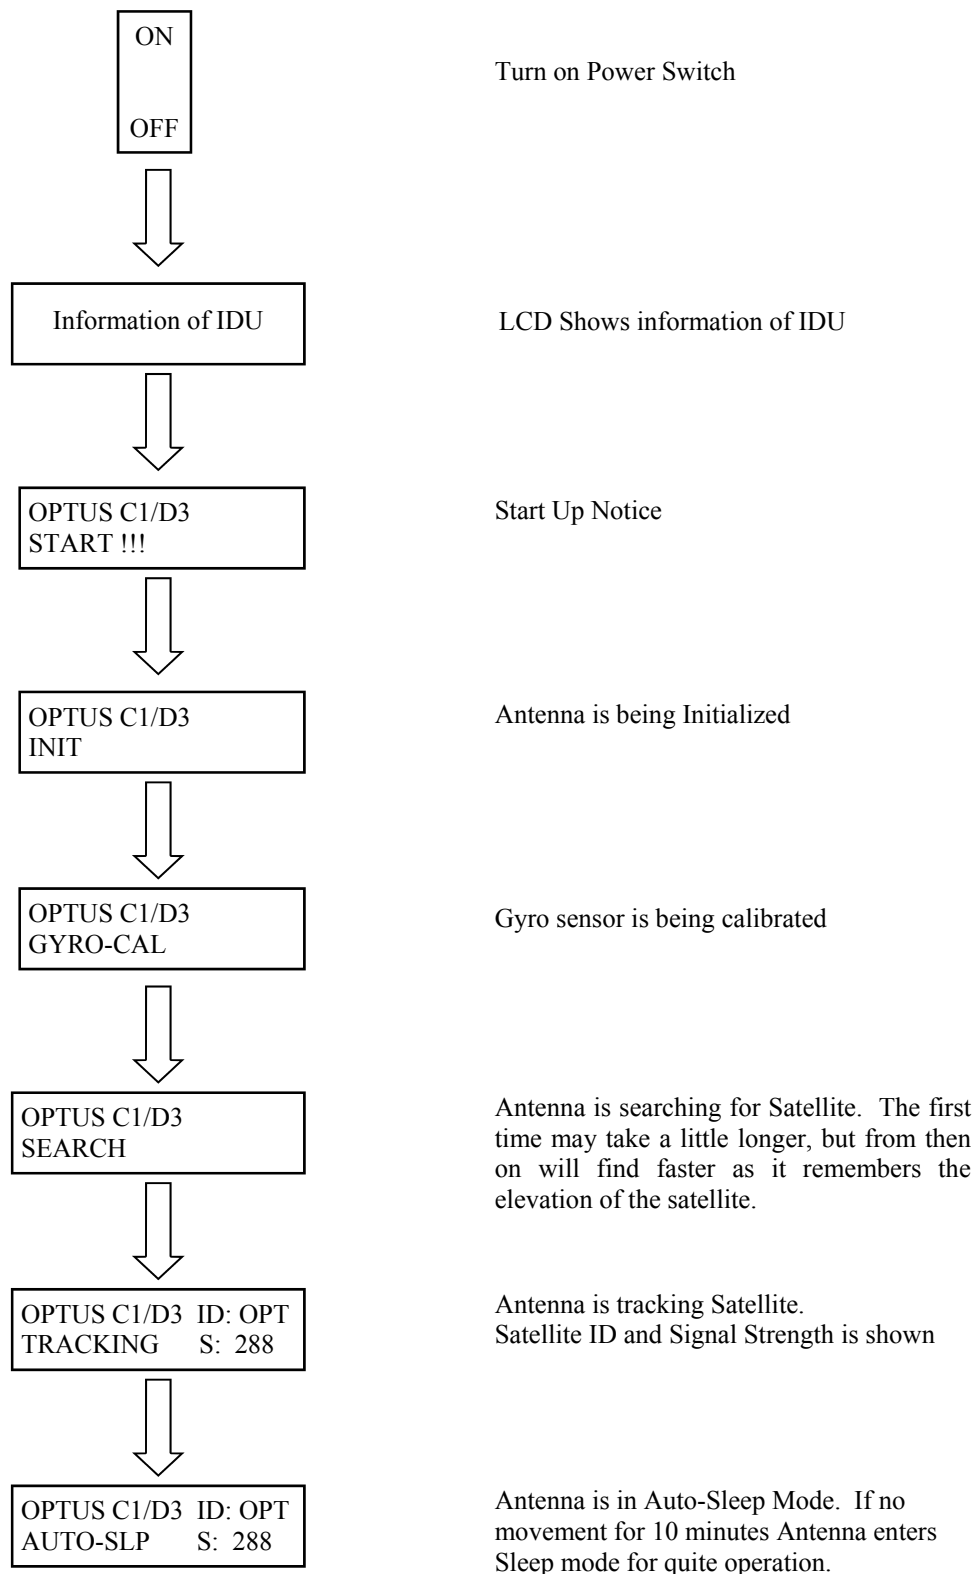 ON
OFF
Turn on Power Switch
Information of IDU
LCD Shows information of IDU
OPTUS C1/D3
START !!!
Start Up Notice
OPTUS C1/D3
INIT
Antenna is being Initialized
OPTUS C1/D3
GYRO-CAL
Gyro sensor is being calibrated
OPTUS C1/D3
SEARCH
Antenna is searching for Satellite. The first
time may take a little longer, but from then
on will find faster as it remembers the
elevation of the satellite.
OPTUS C1/D3 ID: OPT
TRACKING S: 288
Antenna is tracking Satellite.
Satellite ID and Signal Strength is shown
OPTUS C1/D3 ID: OPT
AUTO-SLP S: 288
Antenna is in Auto-Sleep Mode. If no
movement for 10 minutes Antenna enters
Sleep mode for quite operation.